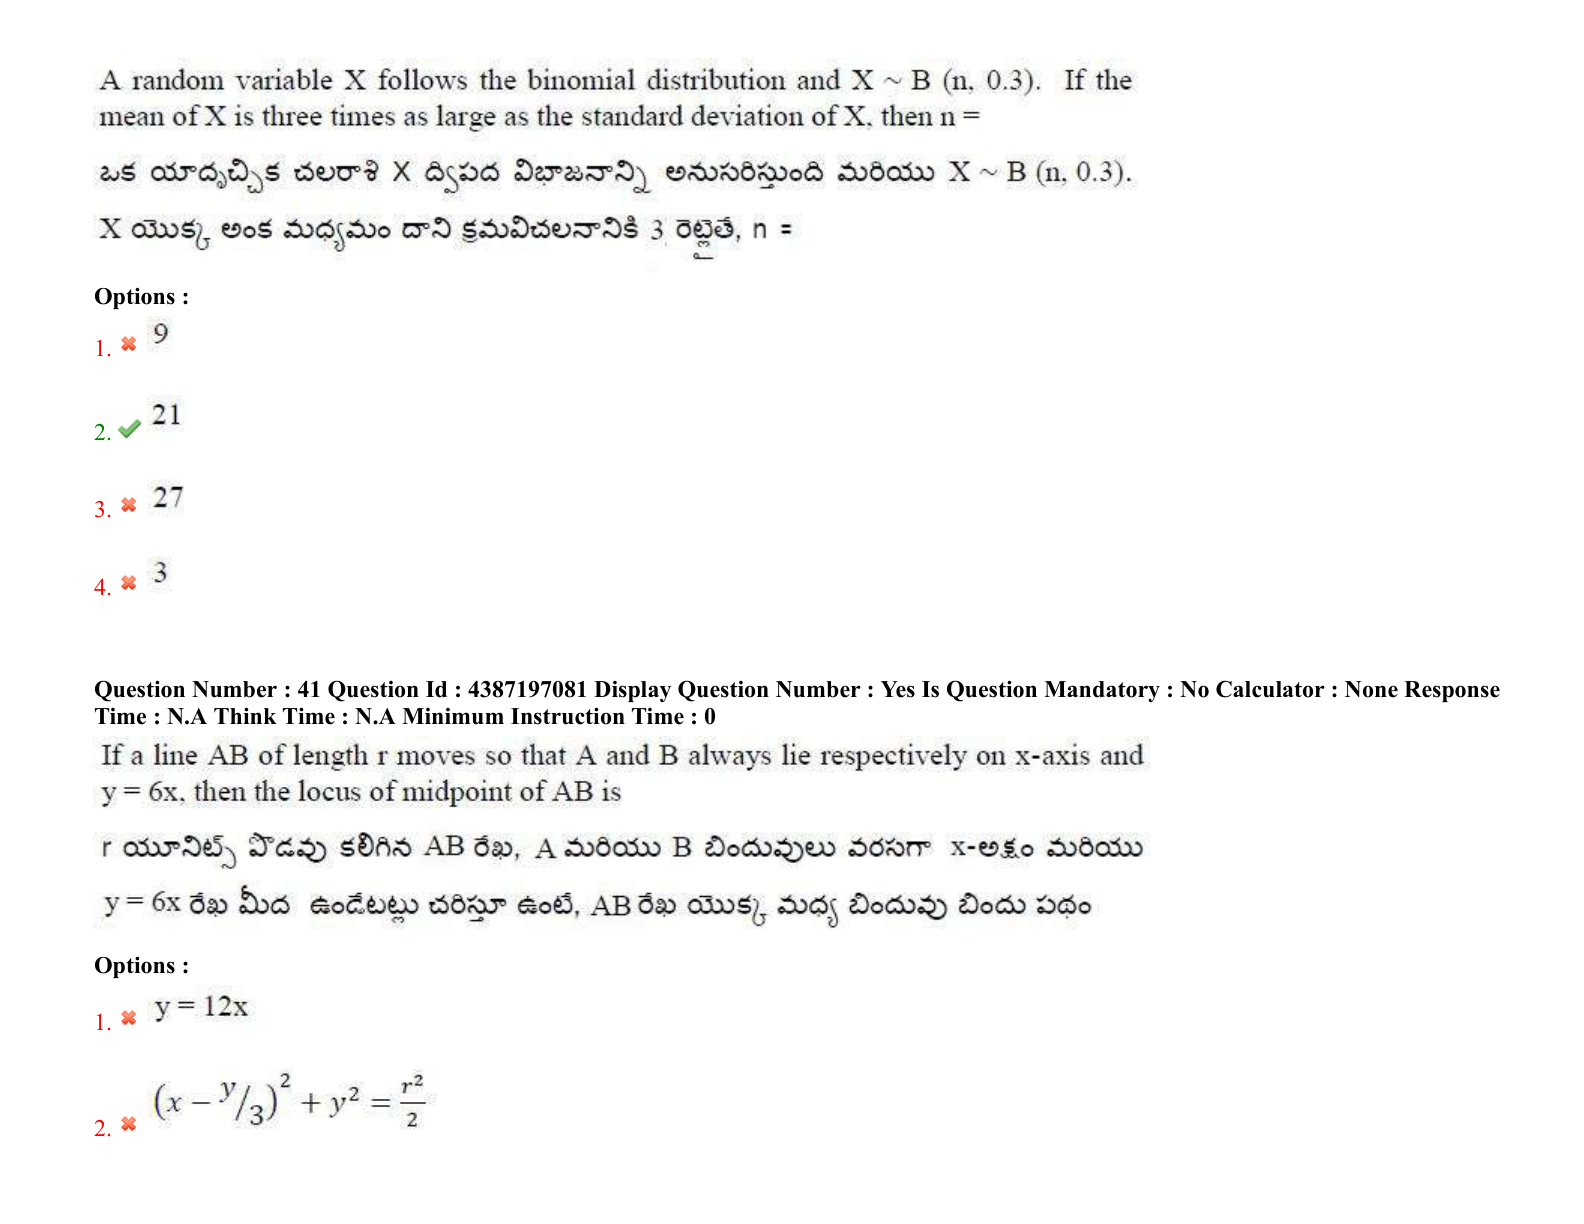 A random variable X follows the binomial distribution and X ~ B (n, 0.3). If the
mean of X is three times as large as the standard deviation of X, then n =
ఒక యాదృచ్ఛిక చలరాశి X ద్విపద విభాజనాన్ని అనుసరిస్తుంది మరియు X ~ B (n, 0.3).
X యొక్క అంక మధ్యమం దాని క్రమవిచలనానికి 3 రెట్లైతే, n =
Options :
1. ✖ 9
2. ✔ 21
3. ✖ 27
4. ✖ 3
Question Number : 41 Question Id : 4387197081 Display Question Number : Yes Is Question Mandatory : No Calculator : None Response
Time : N.A Think Time : N.A Minimum Instruction Time : 0
If a line AB of length r moves so that A and B always lie respectively on x-axis and
y = 6x, then the locus of midpoint of AB is
r యూనిట్స్ పొడవు కలిగిన AB రేఖ, A మరియు B బిందువులు వరసగా x-అక్షం మరియు
y = 6x రేఖ మీద ఉండేటట్లు చరిస్తూ ఉంటే, AB రేఖ యొక్క మధ్య బిందువు బిందు పథం
Options :
1. ✖ y = 12x
2. ✖ (x − y/3)² + y² = r²/2